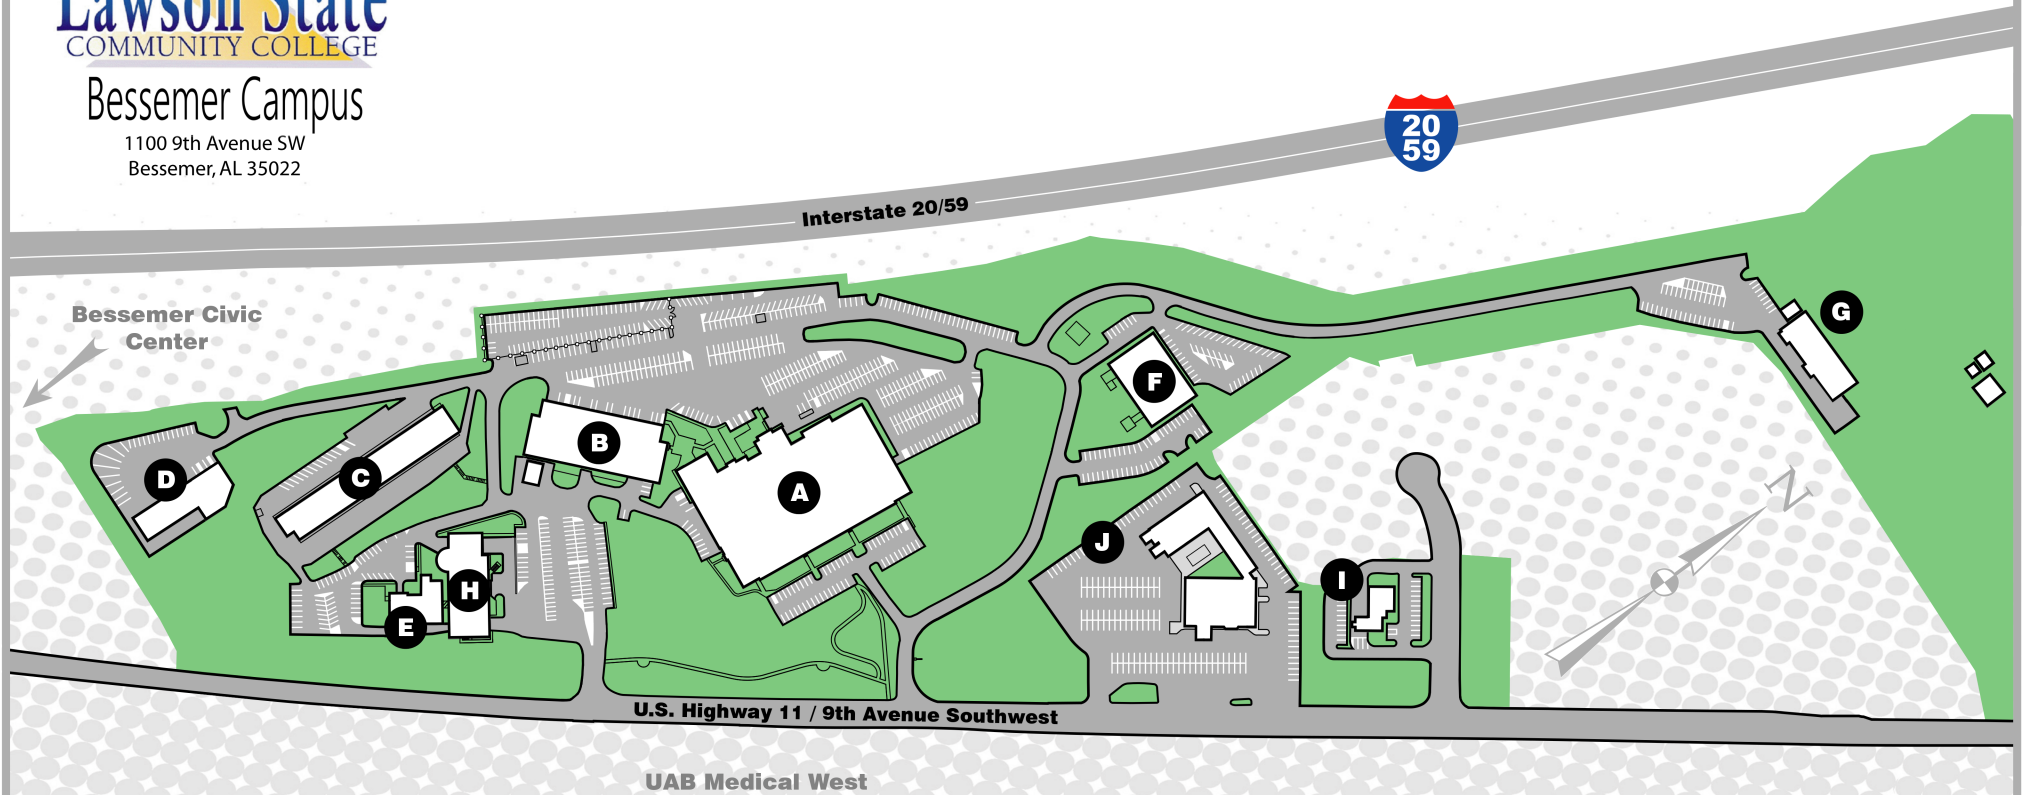 Lawson State
COMMUNITY COLLEGE
Bessemer Campus
1100 9th Avenue SW
Bessemer, AL 35022
20
59
Interstate 20/59
Bessemer Civic
Center
G
F
B
C
D
A
J
I
H
E
N
U.S. Highway 11 / 9th Avenue Southwest
UAB Medical West